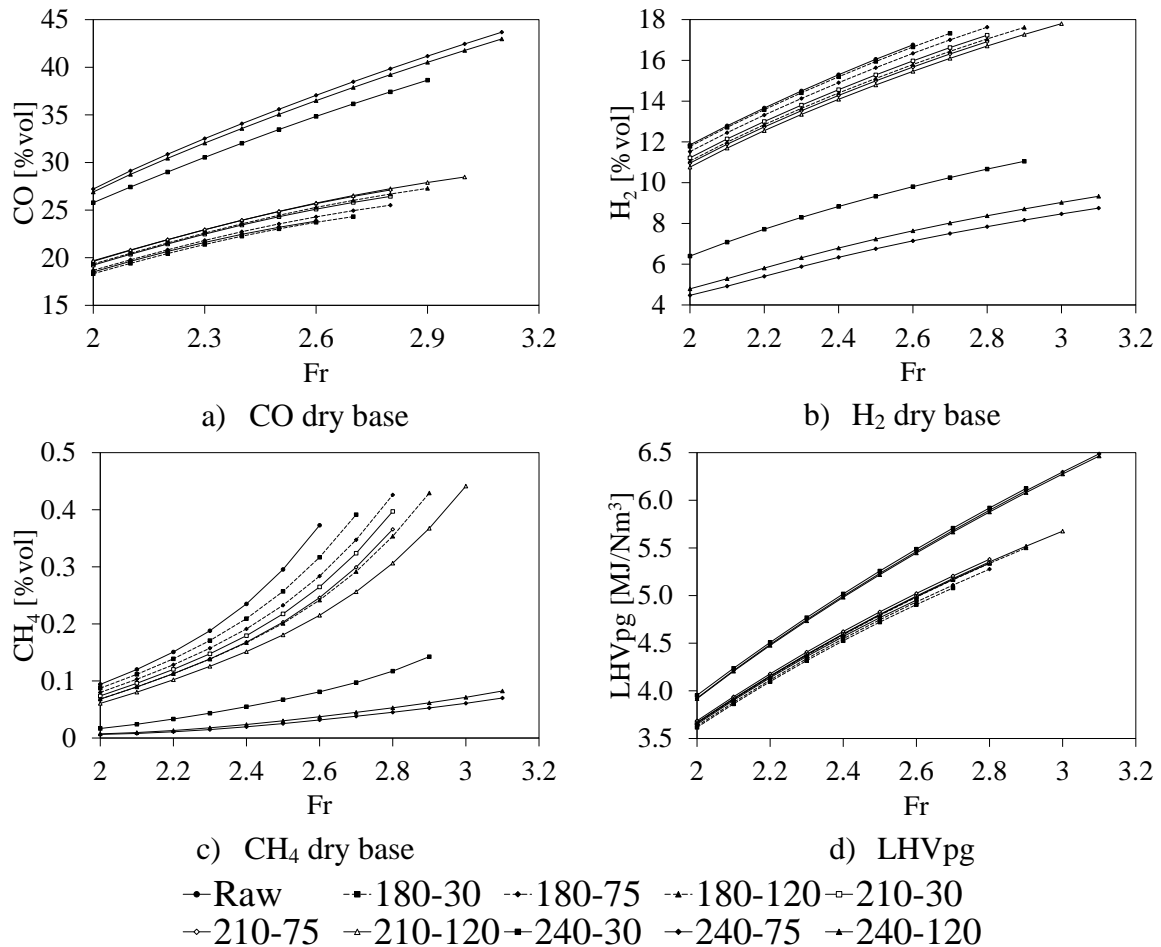 45
40
35
30
25
20
15
CO [%vol]
2 2.3 2.6 2.9 3.2
Fr
a) CO dry base
18
16
14
12
10
8
6
4
H₂ [%vol]
2 2.2 2.4 2.6 2.8 3 3.2
Fr
b) H₂ dry base
0.5
0.4
0.3
0.2
0.1
0
CH₄ [%vol]
2 2.2 2.4 2.6 2.8 3 3.2
Fr
c) CH₄ dry base
6.5
6.0
5.5
5.0
4.5
4.0
3.5
LHVpg [MJ/Nm³]
2 2.2 2.4 2.6 2.8 3 3.2
Fr
d) LHVpg
Raw 180-30 180-75 180-120 210-30
210-75 210-120 240-30 240-75 240-120